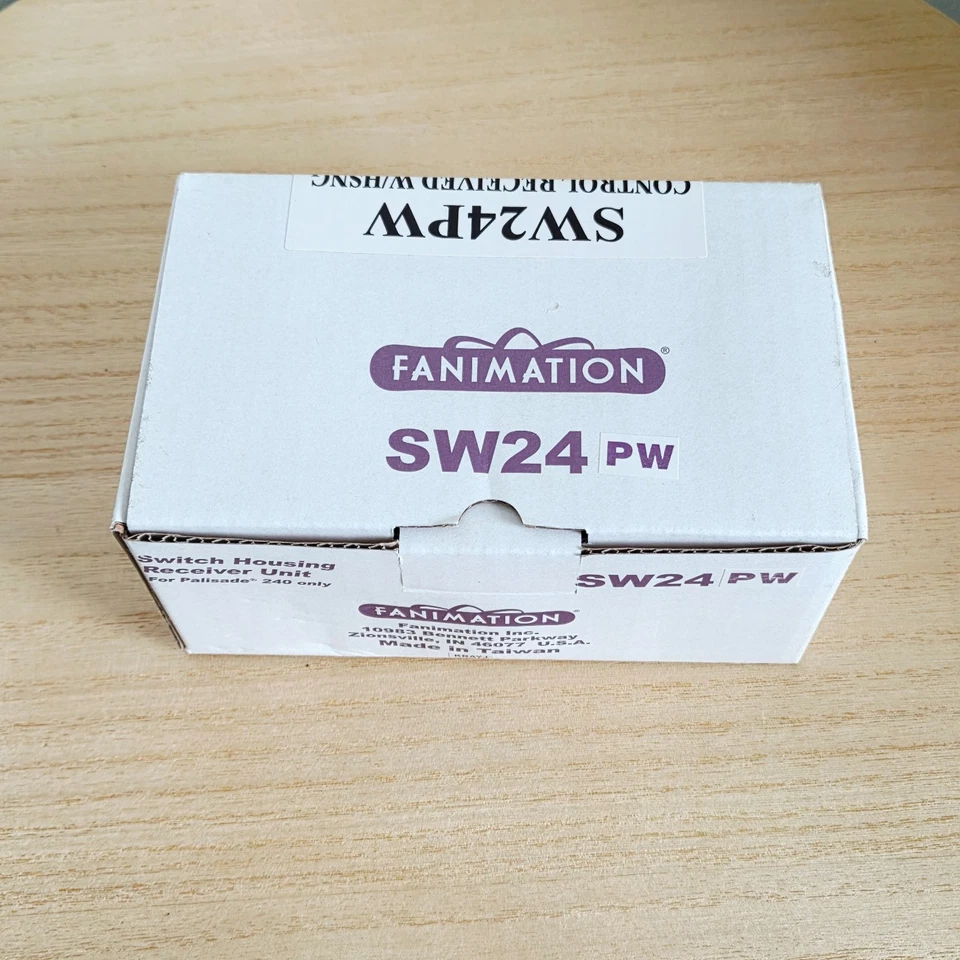 SW24PW
CONTROL RECEIVED W/HSNG
FANIMATION®
SW24 PW
Switch Housing
Receiver Unit
For Palisade® 240 only
SW24 PW
FANIMATION®
Fanimation Inc.
10983 Bennett Parkway
Zionsville, IN 46077 U.S.A.
Made in Taiwan